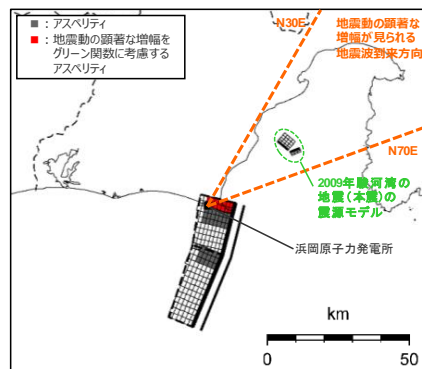 ■：アスペリティ
■：地震動の顕著な増幅を
グリーン関数に考慮する
アスペリティ
N30E
地震動の顕著な
増幅が見られる
地震波到来方向
N70E
2009年駿河湾の
地震(本震)の
震源モデル
浜岡原子力発電所
km
0
50